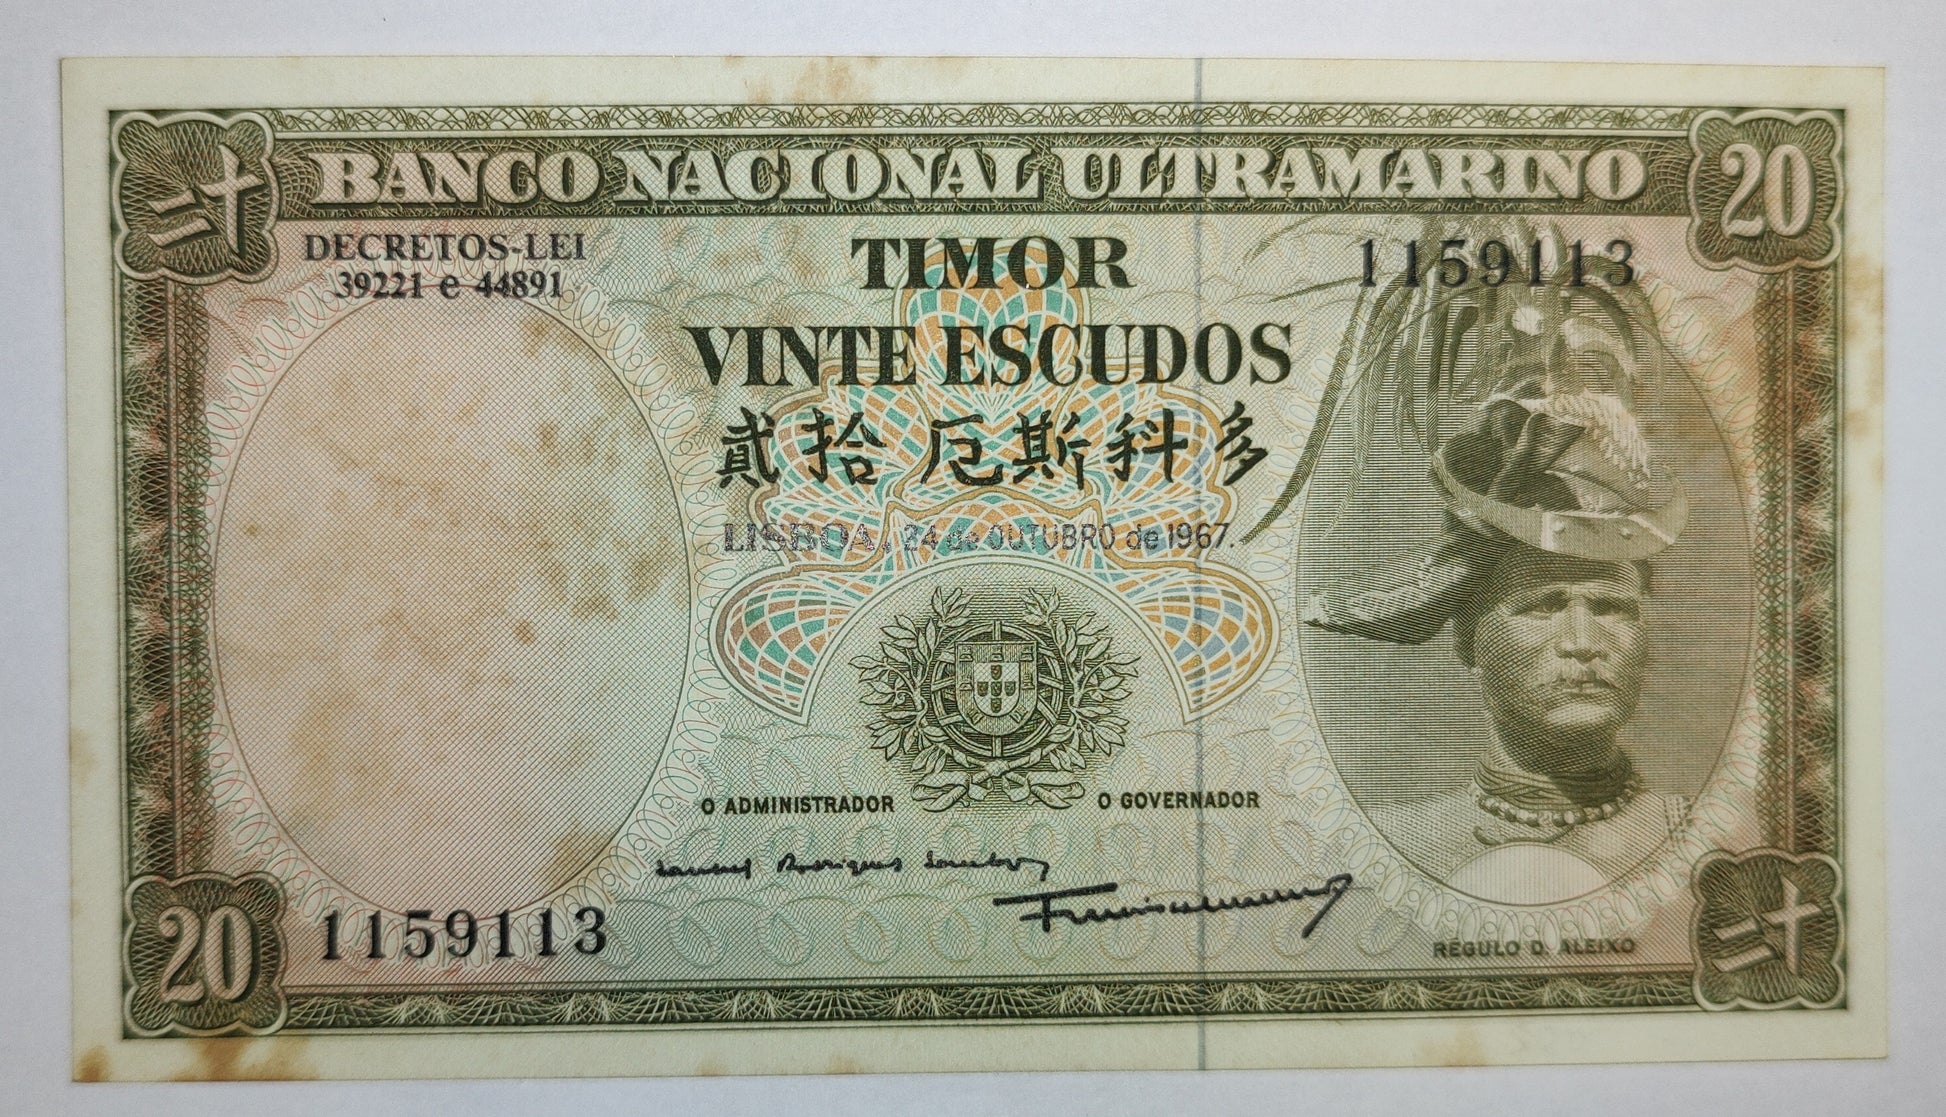 二十 BANCO NACIONAL ULTRAMARINO 20
DECRETOS-LEI
39221 e 44891
TIMOR
1159113
VINTE ESCUDOS
貳拾 厄斯科多
LISBOA, 24 de OUTUBRO de 1967.
O ADMINISTRADOR
O GOVERNADOR
Rodrigues
20
1159113
RÉGULO D. ALEIXO
二十